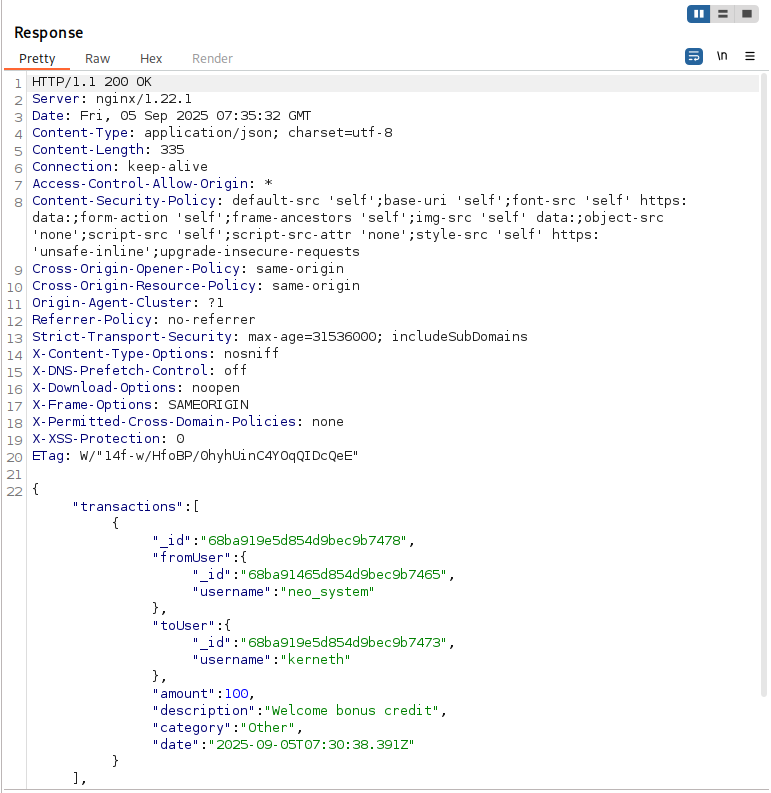 Response
Pretty Raw Hex Render
\n
1 HTTP/1.1 200 OK
2 Server: nginx/1.22.1
3 Date: Fri, 05 Sep 2025 07:35:32 GMT
4 Content-Type: application/json; charset=utf-8
5 Content-Length: 335
6 Connection: keep-alive
7 Access-Control-Allow-Origin: *
8 Content-Security-Policy: default-src 'self';base-uri 'self';font-src 'self' https:
data:;form-action 'self';frame-ancestors 'self';img-src 'self' data:;object-src
'none';script-src 'self';script-src-attr 'none';style-src 'self' https:
'unsafe-inline';upgrade-insecure-requests
9 Cross-Origin-Opener-Policy: same-origin
10 Cross-Origin-Resource-Policy: same-origin
11 Origin-Agent-Cluster: ?1
12 Referrer-Policy: no-referrer
13 Strict-Transport-Security: max-age=31536000; includeSubDomains
14 X-Content-Type-Options: nosniff
15 X-DNS-Prefetch-Control: off
16 X-Download-Options: noopen
17 X-Frame-Options: SAMEORIGIN
18 X-Permitted-Cross-Domain-Policies: none
19 X-XSS-Protection: 0
20 ETag: W/"14f-w/HfoBP/0hyhUinC4YOqQIDcQeE"
21
22 {
"transactions":[
{
"_id":"68ba919e5d854d9bec9b7478",
"fromUser":{
"_id":"68ba91465d854d9bec9b7465",
"username":"neo_system"
},
"toUser":{
"_id":"68ba919e5d854d9bec9b7473",
"username":"kerneth"
},
"amount":100,
"description":"Welcome bonus credit",
"category":"Other",
"date":"2025-09-05T07:30:38.391Z"
}
],